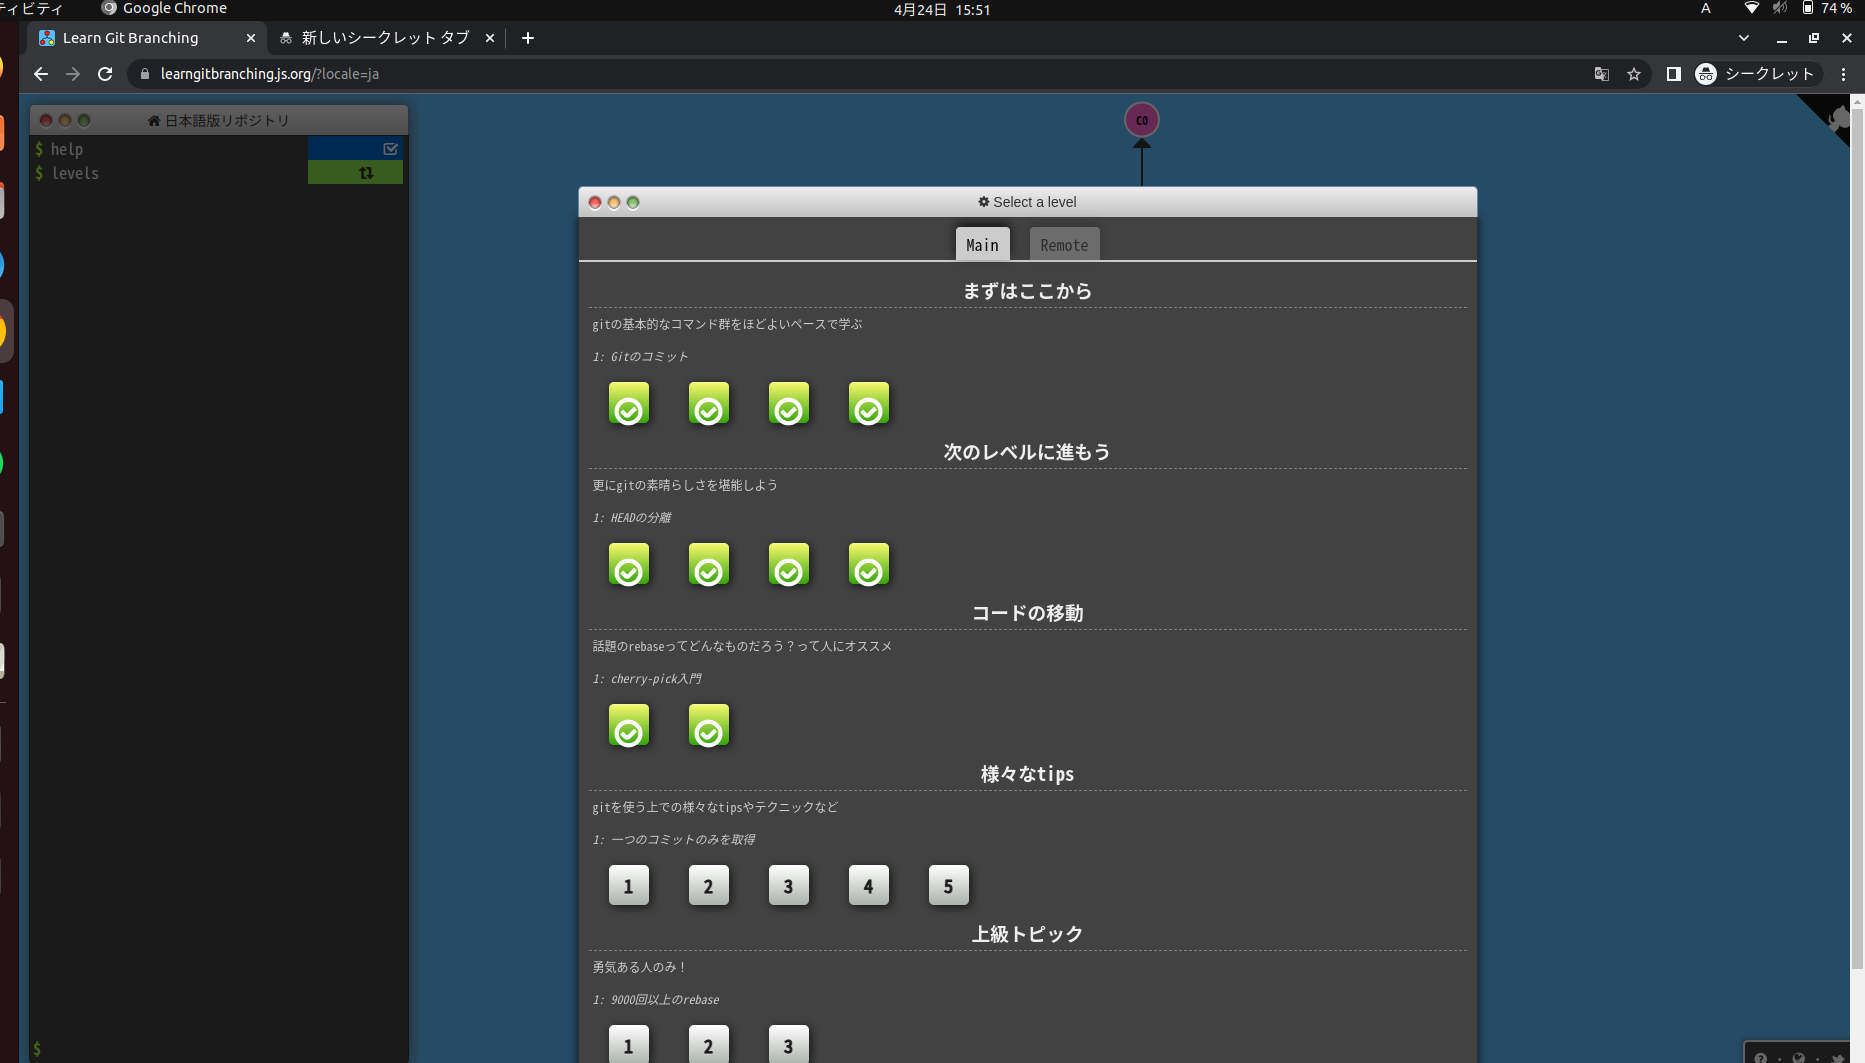 ティビティ Google Chrome 4月24日 15:51 A 74%
Learn Git Branching × 新しいシークレット タブ × +
learngitbranching.js.org/?locale=ja シークレット
日本語版リポジトリ
$ help
$ levels
C0
Select a level
Main Remote
まずはここから
gitの基本的なコマンド群をほどよいペースで学ぶ
1: Gitのコミット
次のレベルに進もう
更にgitの素晴らしさを堪能しよう
1: HEADの分離
コードの移動
話題のrebaseってどんなものだろう？って人にオススメ
1: cherry-pick入門
様々なtips
gitを使う上での様々なtipsやテクニックなど
1: 一つのコミットのみを取得
1 2 3 4 5
上級トピック
勇気ある人のみ！
1: 9000回以上のrebase
1 2 3
$